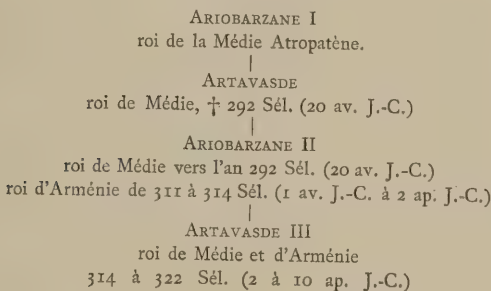 ARIOBARZANE I
roi de la Médie Atropatène.
ARTAVASDE
roi de Médie, † 292 Sél. (20 av. J.-C.)
ARIOBARZANE II
roi de Médie vers l'an 292 Sél. (20 av. J.-C.)
roi d'Arménie de 311 à 314 Sél. (1 av. J.-C. à 2 ap. J.-C.)
ARTAVASDE III
roi de Médie et d'Arménie
314 à 322 Sél. (2 à 10 ap. J.-C.)